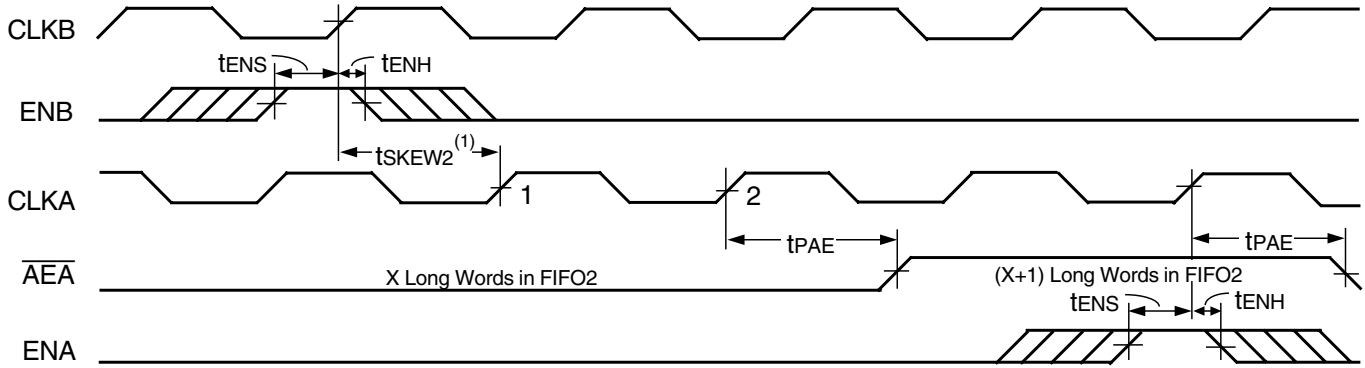 CLKB
tENS
tENH
ENB
tSKEW2(1)
CLKA
1
2
tPAE
tPAE
AEA
X Long Words in FIFO2
(X+1) Long Words in FIFO2
tENS
tENH
ENA